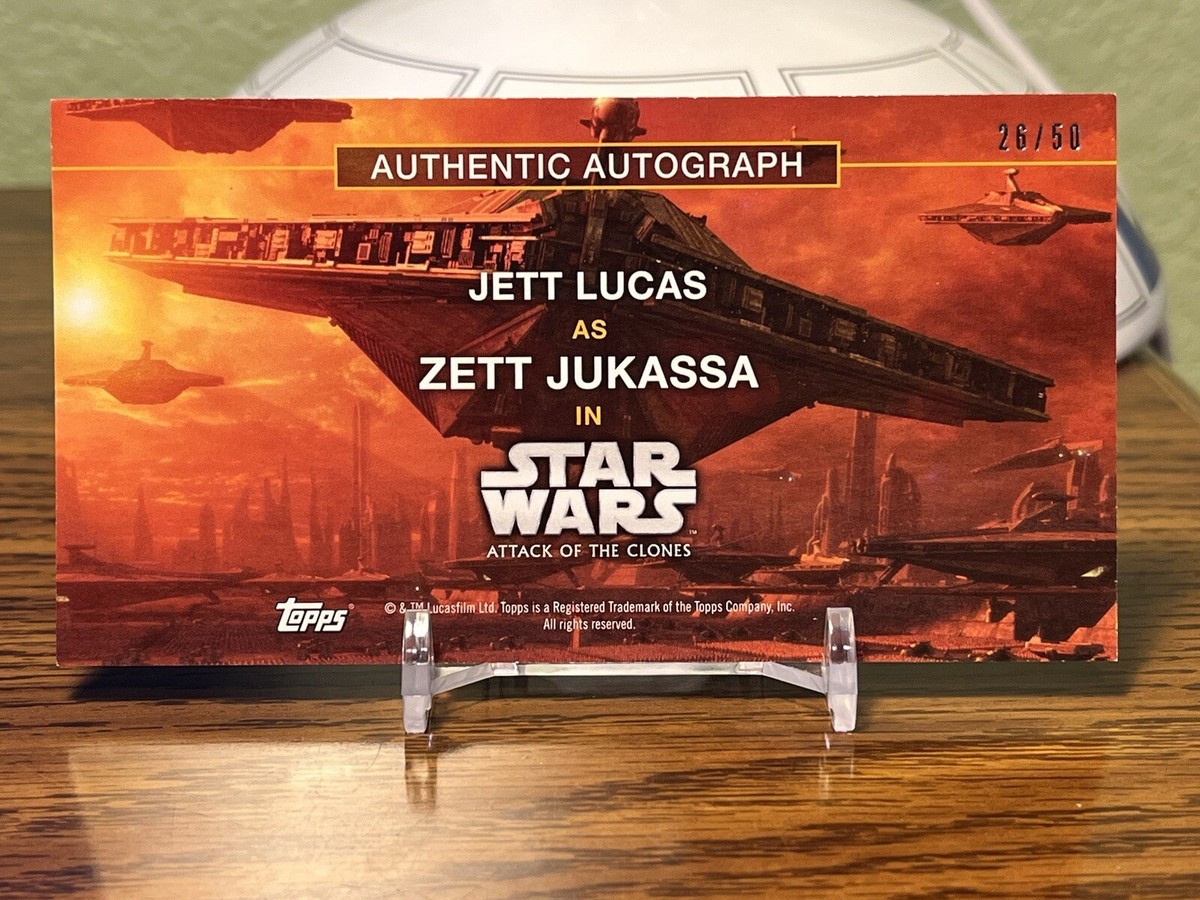 26/50
AUTHENTIC AUTOGRAPH
JETT LUCAS
AS
ZETT JUKASSA
IN
STAR
WARS™
ATTACK OF THE CLONES
topps®
© & ™ Lucasfilm Ltd. Topps is a Registered Trademark of the Topps Company, Inc.
All rights reserved.